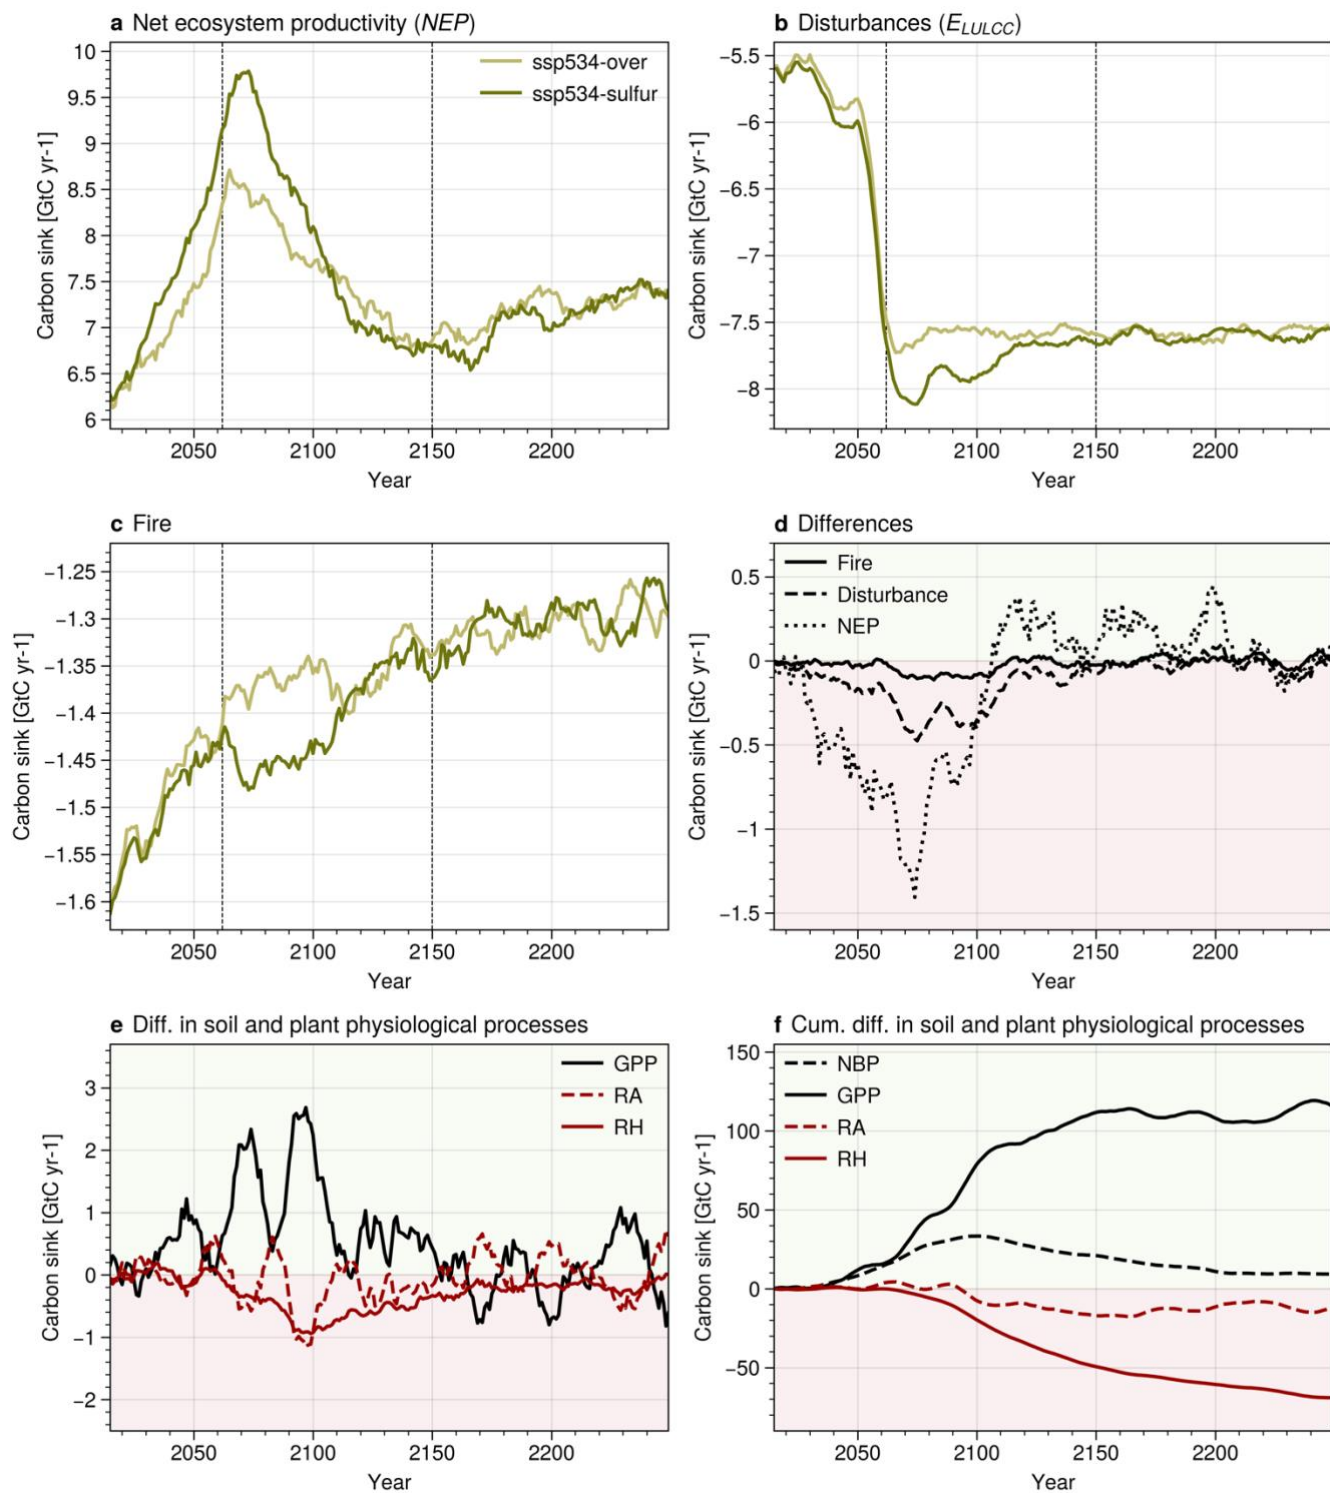 a Net ecosystem productivity (NEP)
Carbon sink [GtC yr-1]
10
9.5
9
8.5
8
7.5
7
6.5
6
ssp534-over
ssp534-sulfur
2050 2100 2150 2200
Year
b Disturbances (E_LULCC)
Carbon sink [GtC yr-1]
−5.5
−6
−6.5
−7
−7.5
−8
2050 2100 2150 2200
Year
c Fire
Carbon sink [GtC yr-1]
−1.25
−1.3
−1.35
−1.4
−1.45
−1.5
−1.55
−1.6
2050 2100 2150 2200
Year
d Differences
Carbon sink [GtC yr-1]
0.5
0
−0.5
−1
−1.5
Fire
Disturbance
NEP
2050 2100 2150 2200
Year
e Diff. in soil and plant physiological processes
Carbon sink [GtC yr-1]
3
2
1
0
−1
−2
GPP
RA
RH
2050 2100 2150 2200
Year
f Cum. diff. in soil and plant physiological processes
Carbon sink [GtC yr-1]
150
100
50
0
−50
NBP
GPP
RA
RH
2050 2100 2150 2200
Year